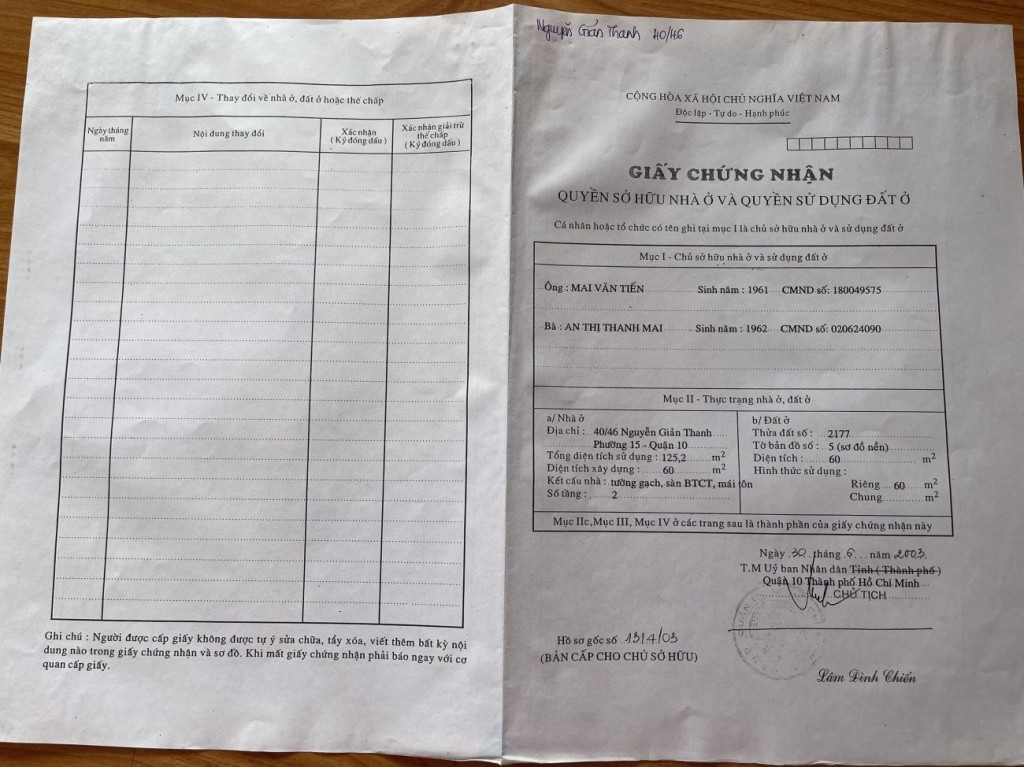 Mục IV - Thay đổi về nhà ở, đất ở hoặc thế chấp
Ngày tháng năm
Nội dung thay đổi
Xác nhận
( Ký đóng dấu )
Xác nhận giải trừ thế chấp
( Ký đóng dấu )
Ghi chú : Người được cấp giấy không được tự ý sửa chữa, tẩy xóa, viết thêm bất kỳ nội
dung nào trong giấy chứng nhận và sơ đồ. Khi mất giấy chứng nhận phải báo ngay với cơ
quan cấp giấy.
Nguyễn Giản Thanh 40/46
CỘNG HÒA XÃ HỘI CHỦ NGHĨA VIỆT NAM
Độc lập - Tự do - Hạnh phúc
GIẤY CHỨNG NHẬN
QUYỀN SỞ HỮU NHÀ Ở VÀ QUYỀN SỬ DỤNG ĐẤT Ở
Cá nhân hoặc tổ chức có tên ghi tại mục I là chủ sở hữu nhà ở và sử dụng đất ở
Mục I - Chủ sở hữu nhà ở và sử dụng đất ở
Ông : MAI VĂN TIẾN Sinh năm : 1961 CMND số: 180049575
Bà : AN THỊ THANH MAI Sinh năm : 1962 CMND số: 020624090
Mục II - Thực trạng nhà ở, đất ở
a/ Nhà ở
Địa chỉ : 40/46 Nguyễn Giản Thanh
Phường 15 - Quận 10
Tổng diện tích sử dụng : 125,2 m2
Diện tích xây dựng : 60 m2
Kết cấu nhà : tường gạch, sàn BTCT, mái tôn
Số tầng : 2
b/ Đất ở
Thửa đất số : 2177
Tờ bản đồ số : 5 (sơ đồ nền)
Diện tích : 60 m2
Hình thức sử dụng :
Riêng 60 m2
Chung m2
Mục IIc,Mục III, Mục IV ở các trang sau là thành phần của giấy chứng nhận này
Ngày 30 tháng 6 năm 2003
T.M Uỷ ban Nhân dân Tỉnh ( Thành phố )
Quận 10 Thành phố Hồ Chí Minh
CHỦ TỊCH
Hồ sơ gốc số 1314/03
(BẢN CẤP CHO CHỦ SỞ HỮU)
Lâm Đình Chiến